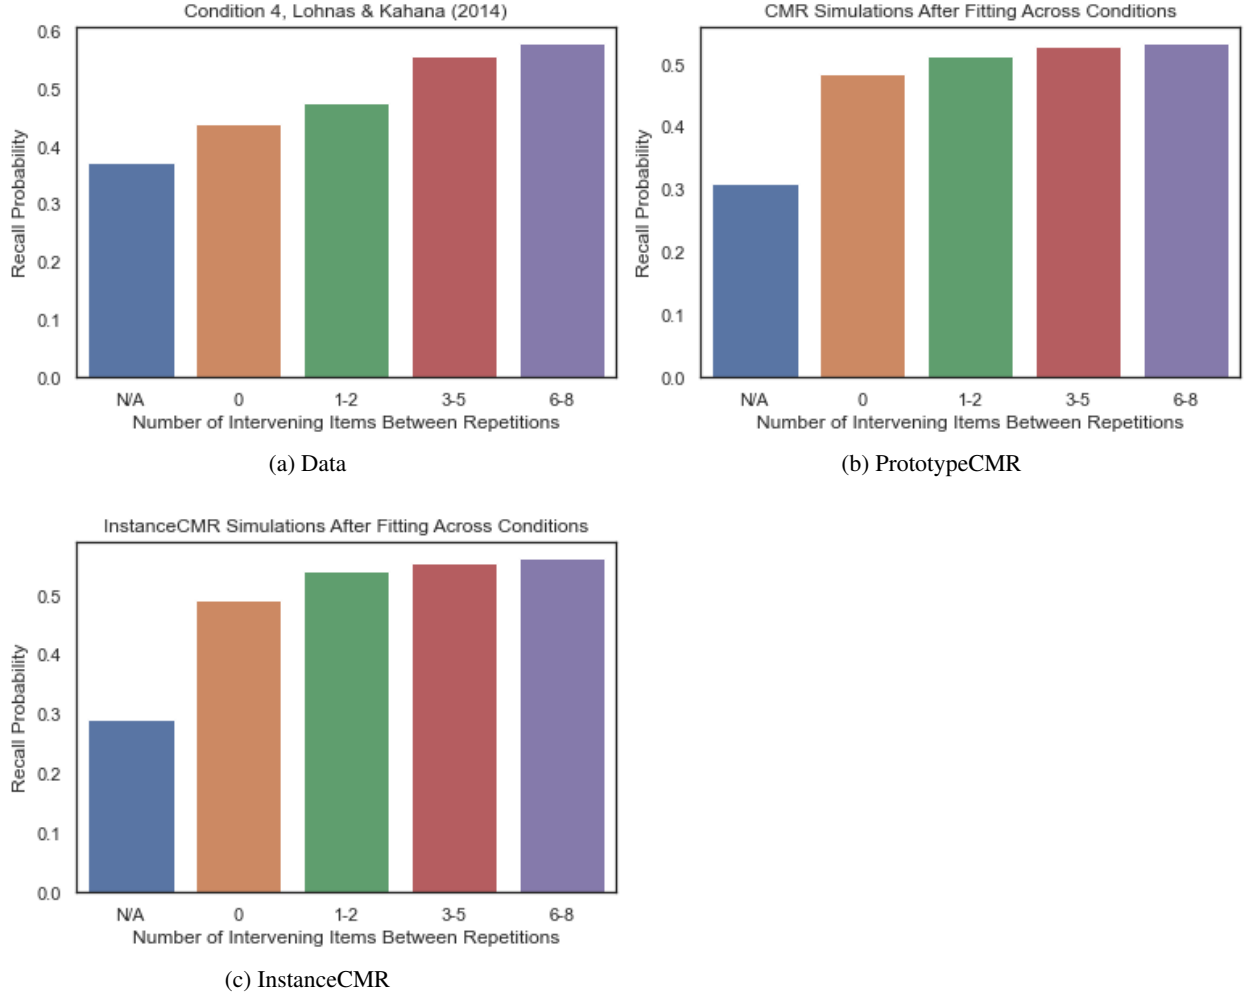 Condition 4, Lohnas & Kahana (2014)
0.6
0.5
0.4
0.3
0.2
0.1
0.0
Recall Probability
N/A 0 1-2 3-5 6-8
Number of Intervening Items Between Repetitions
(a) Data
CMR Simulations After Fitting Across Conditions
0.5
0.4
0.3
0.2
0.1
0.0
Recall Probability
N/A 0 1-2 3-5 6-8
Number of Intervening Items Between Repetitions
(b) PrototypeCMR
InstanceCMR Simulations After Fitting Across Conditions
0.5
0.4
0.3
0.2
0.1
0.0
Recall Probability
N/A 0 1-2 3-5 6-8
Number of Intervening Items Between Repetitions
(c) InstanceCMR